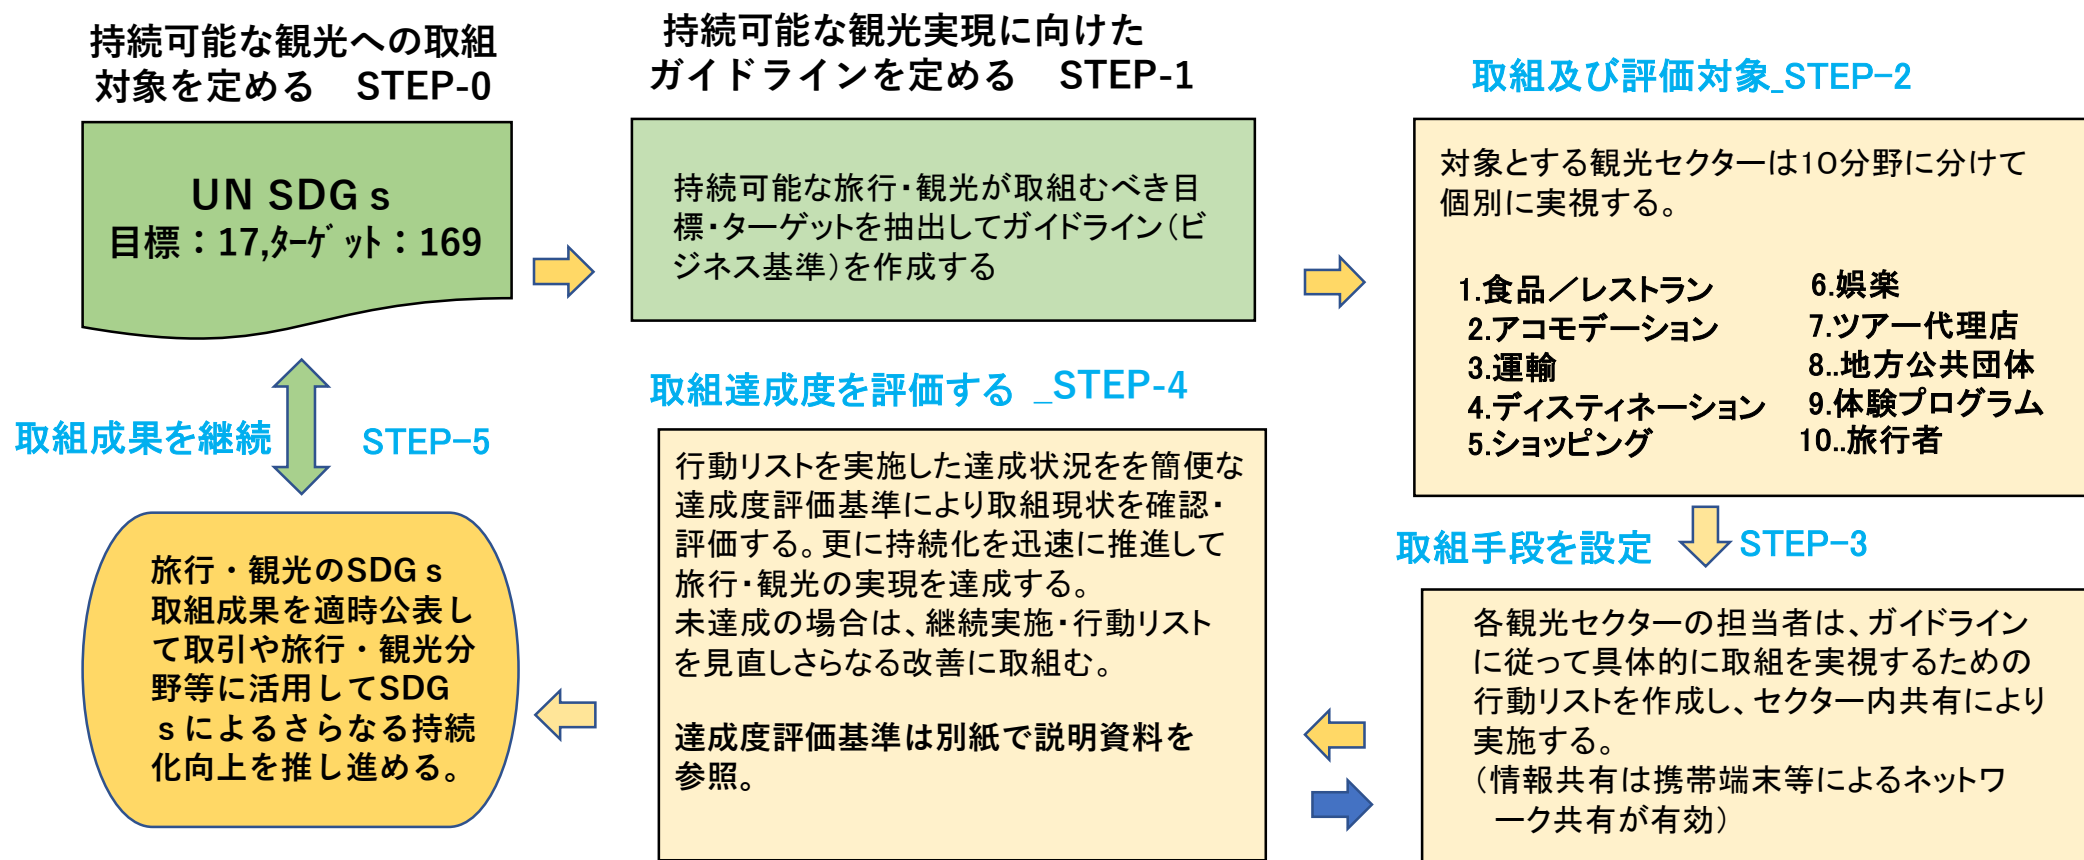 持続可能な観光への取組
対象を定める　STEP-0
UN SDGｓ
目標：17,ﾀｰｹﾞｯﾄ：169
持続可能な観光実現に向けた
ガイドラインを定める　STEP-1
持続可能な旅行・観光が取組むべき目
標・ターゲットを抽出してガイドライン（ビ
ジネス基準）を作成する
取組及び評価対象_STEP-2
対象とする観光セクターは10分野に分けて
個別に実視する。
1.食品／レストラン
2.アコモデーション
3.運輸
4.ディスティネーション
5.ショッピング
6.娯楽
7.ツアー代理店
8..地方公共団体
9.体験プログラム
10..旅行者
取組手段を設定　STEP-3
各観光セクターの担当者は、ガイドライン
に従って具体的に取組を実視するための
行動リストを作成し、セクター内共有により
実施する。
（情報共有は携帯端末等によるネットワ
ーク共有が有効）
取組達成度を評価する _STEP-4
行動リストを実施した達成状況をを簡便な
達成度評価基準により取組現状を確認・
評価する。更に持続化を迅速に推進して
旅行・観光の実現を達成する。
未達成の場合は、継続実施・行動リスト
を見直しさらなる改善に取組む。
達成度評価基準は別紙で説明資料を
参照。
取組成果を継続　STEP-5
旅行・観光のSDGｓ
取組成果を適時公表し
て取引や旅行・観光分
野等に活用してSDG
ｓによるさらなる持続
化向上を推し進める。